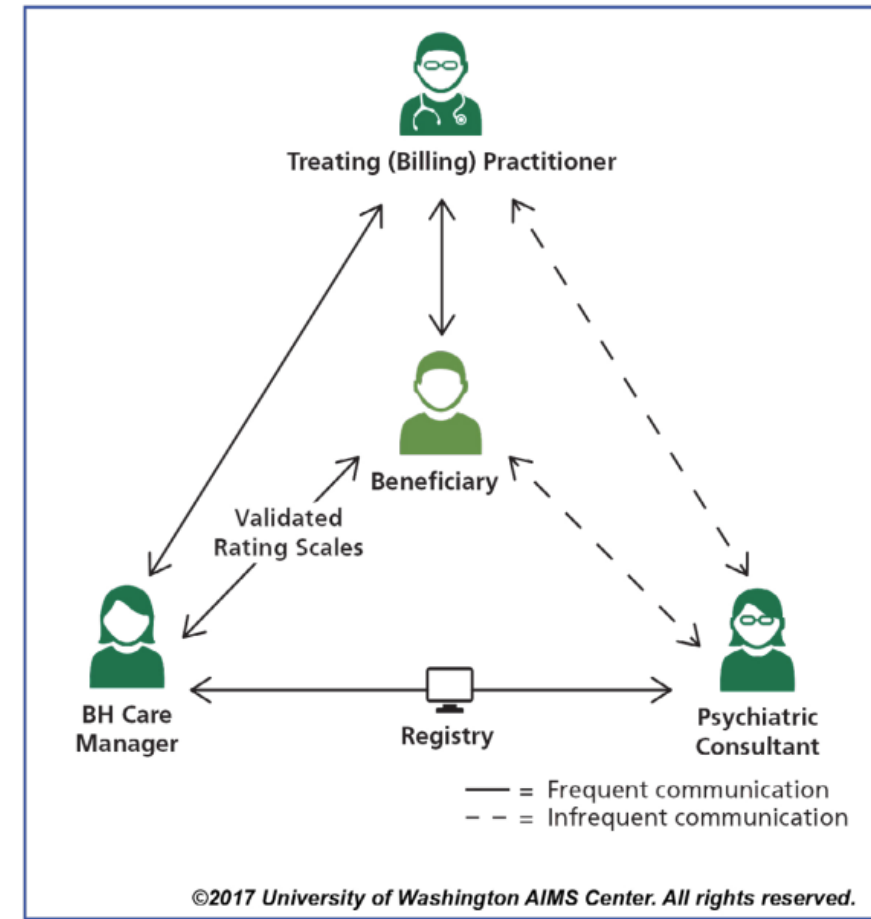 Treating (Billing) Practitioner
Beneficiary
Validated
Rating Scales
BH Care
Manager
Registry
Psychiatric
Consultant
= Frequent communication
= Infrequent communication
©2017 University of Washington AIMS Center. All rights reserved.